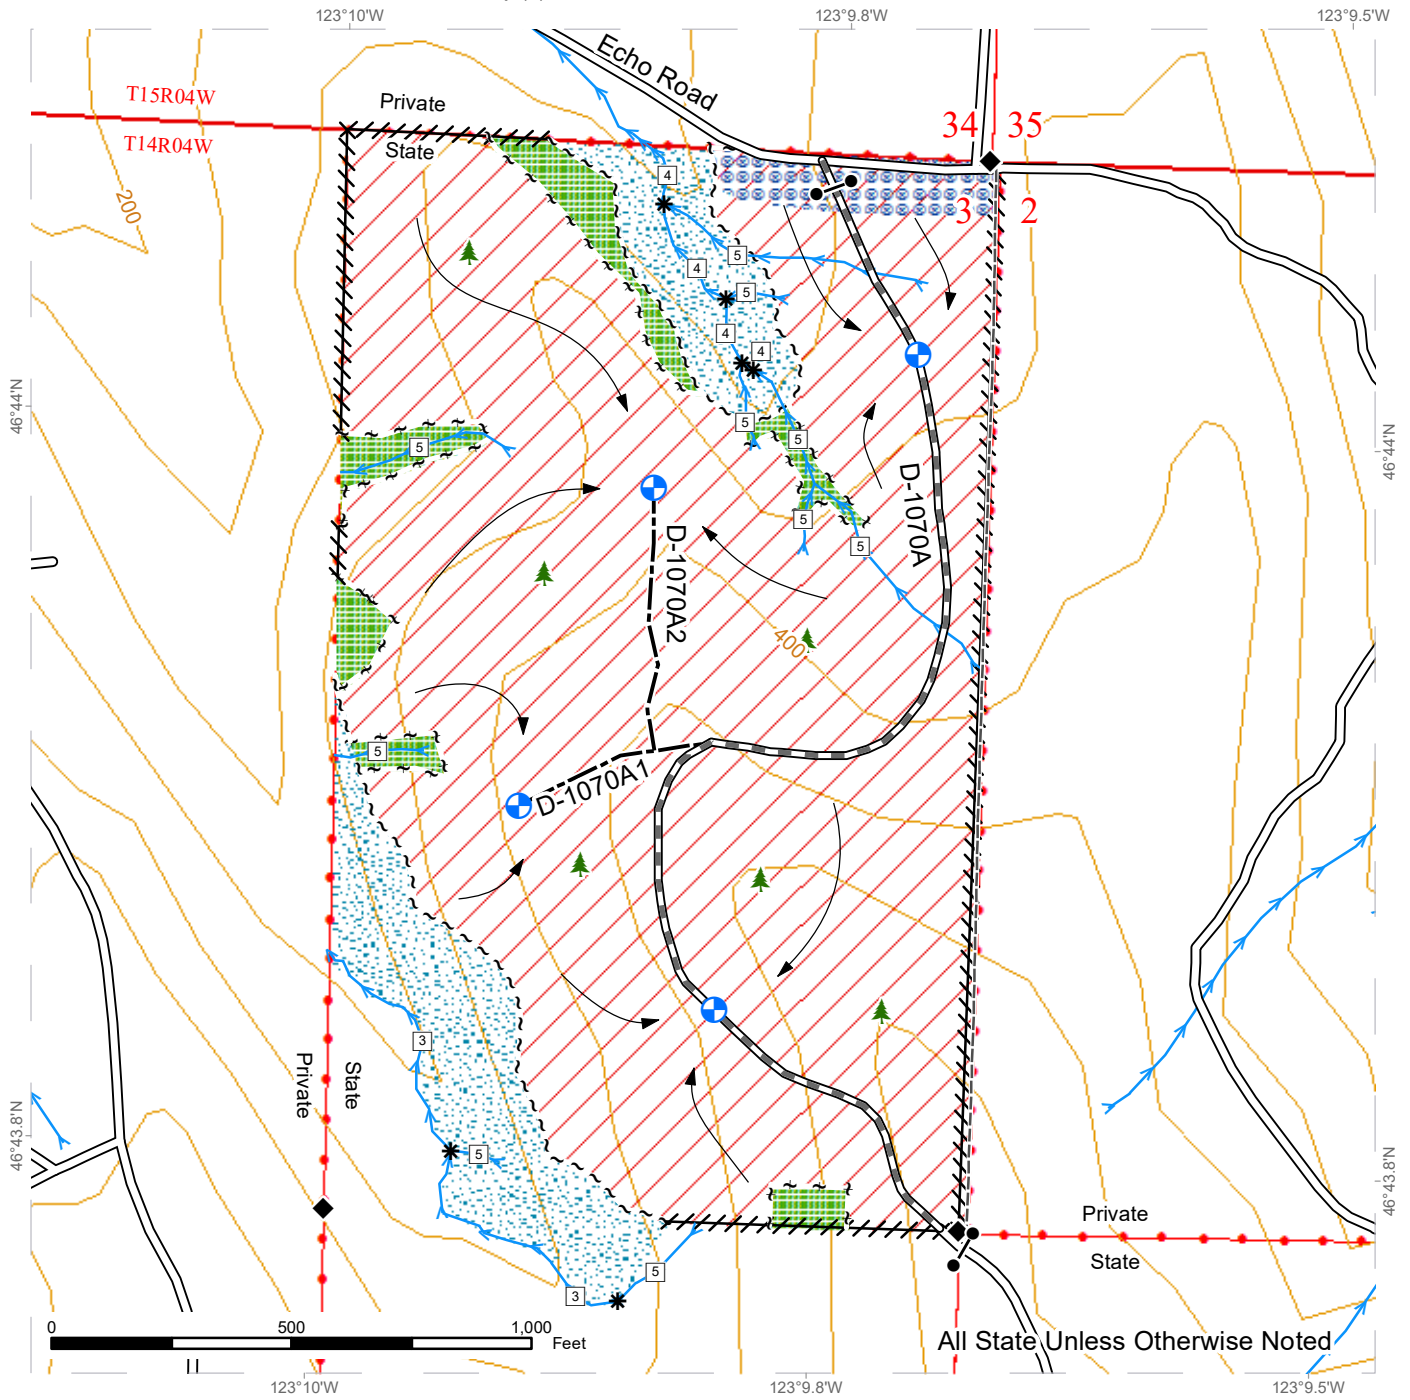 123°10'W
123°9.8'W
123°9.5'W
Echo Road
T15R04W
Private
34
35
T14R04W
State
4
200
3
2
5
4
5
4
4
46°44'N
5
5
5
46°44'N
D-1070A
5
5
D-1070A2
400
5
D-1070A1
3
Private
State
46°43.8'N
5
46°43.8'N
Private
State
5
3
0
500
1,000
Feet
All State Unless Otherwise Noted
123°10'W
123°9.8'W
123°9.5'W